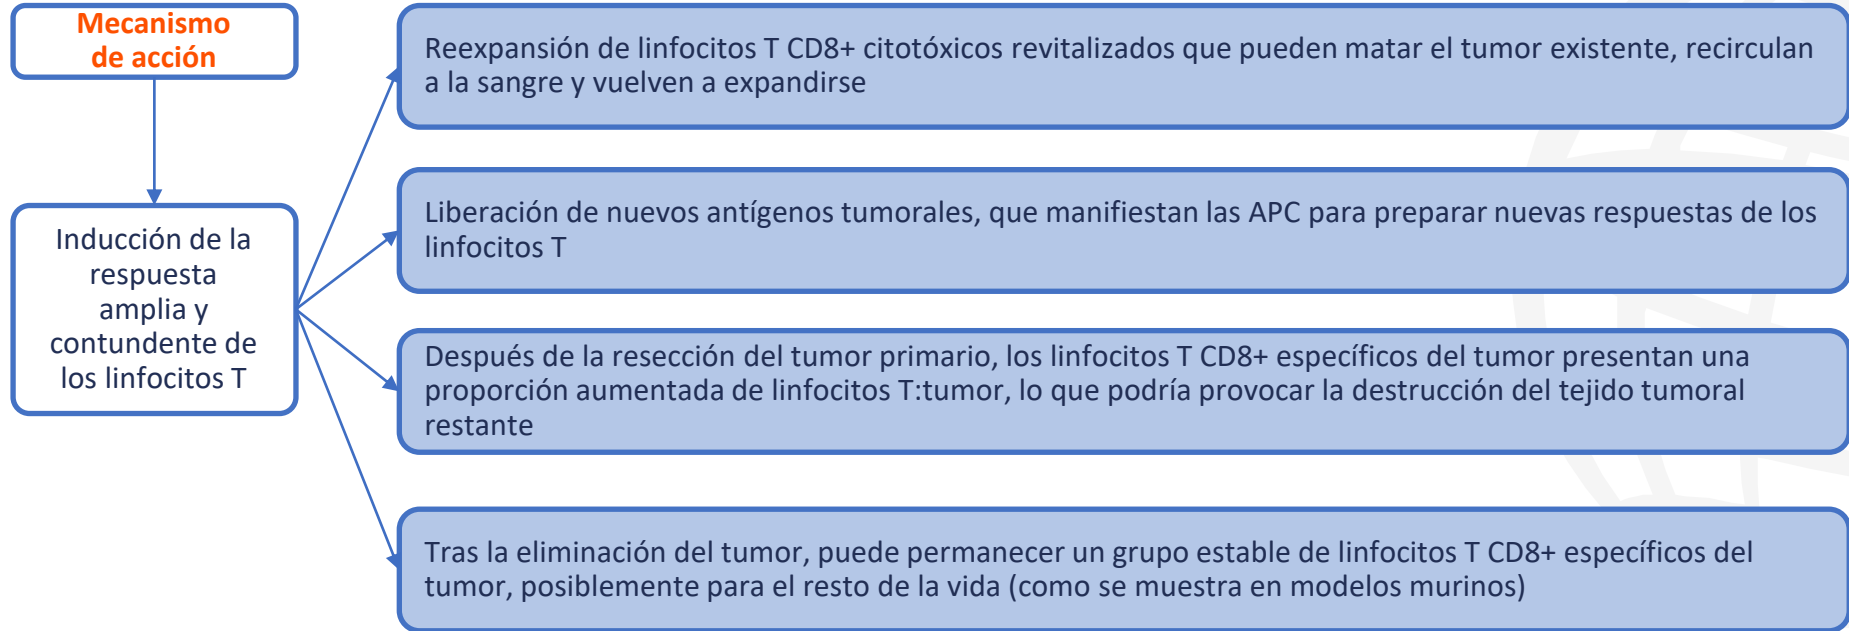 Mecanismo
de acción
Inducción de la
respuesta
amplia y
contundente de
los linfocitos T
Reexpansión de linfocitos T CD8+ citotóxicos revitalizados que pueden matar el tumor existente, recirculan
a la sangre y vuelven a expandirse
Liberación de nuevos antígenos tumorales, que manifiestan las APC para preparar nuevas respuestas de los
linfocitos T
Después de la resección del tumor primario, los linfocitos T CD8+ específicos del tumor presentan una
proporción aumentada de linfocitos T:tumor, lo que podría provocar la destrucción del tejido tumoral
restante
Tras la eliminación del tumor, puede permanecer un grupo estable de linfocitos T CD8+ específicos del
tumor, posiblemente para el resto de la vida (como se muestra en modelos murinos)